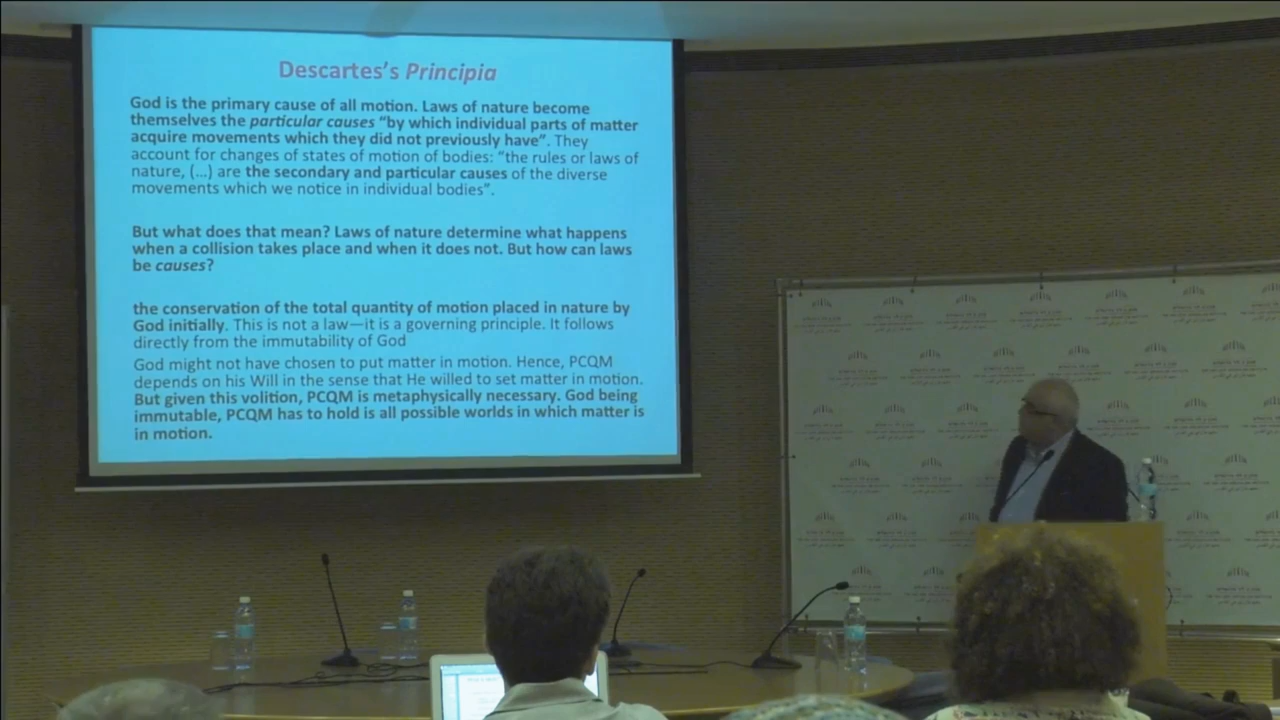 Descartes's Principia
God is the primary cause of all motion. Laws of nature become
themselves the particular causes “by which individual parts of matter
acquire movements which they did not previously have”. They
account for changes of states of motion of bodies: “the rules or laws of
nature, (...) are the secondary and particular causes of the diverse
movements which we notice in individual bodies”.
But what does that mean? Laws of nature determine what happens
when a collision takes place and when it does not. But how can laws
be causes?
the conservation of the total quantity of motion placed in nature by
God initially. This is not a law—it is a governing principle. It follows
directly from the immutability of God
God might not have chosen to put matter in motion. Hence, PCQM
depends on his Will in the sense that He willed to set matter in motion.
But given this volition, PCQM is metaphysically necessary. God being
immutable, PCQM has to hold is all possible worlds in which matter is
in motion.